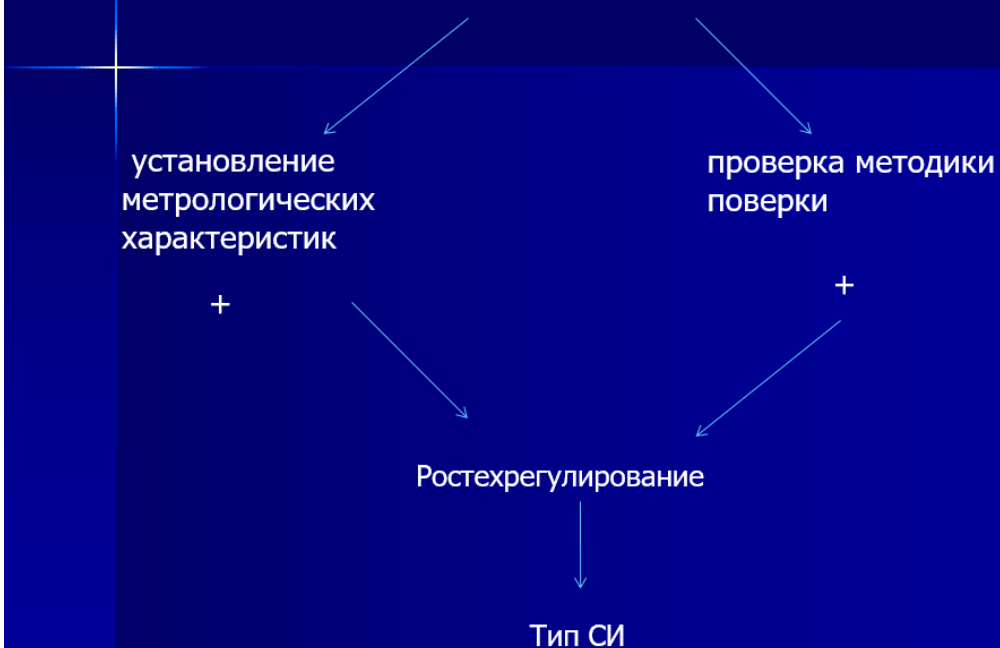 установление
метрологических
характеристик
+
проверка методики
поверки
+
Ростехрегулирование
Тип СИ